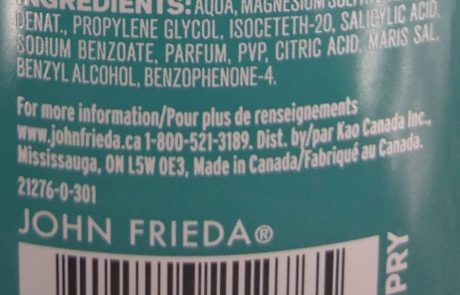 INGREDIENTS: AQUA, MAGNESIUM
DENAT., PROPYLENE GLYCOL, ISOCETETH-20, SALICYLIC ACID,
SODIUM BENZOATE, PARFUM, PVP, CITRIC ACID, MARIS SAL,
BENZYL ALCOHOL, BENZOPHENONE-4.
For more information/Pour plus de renseignements
www.johnfrieda.ca 1-800-521-3189. Dist. by/par Kao Canada Inc.,
Mississauga, ON L5W 0E3, Made in Canada/Fabriqué au Canada.
21276-0-301
JOHN FRIEDA®
PRY